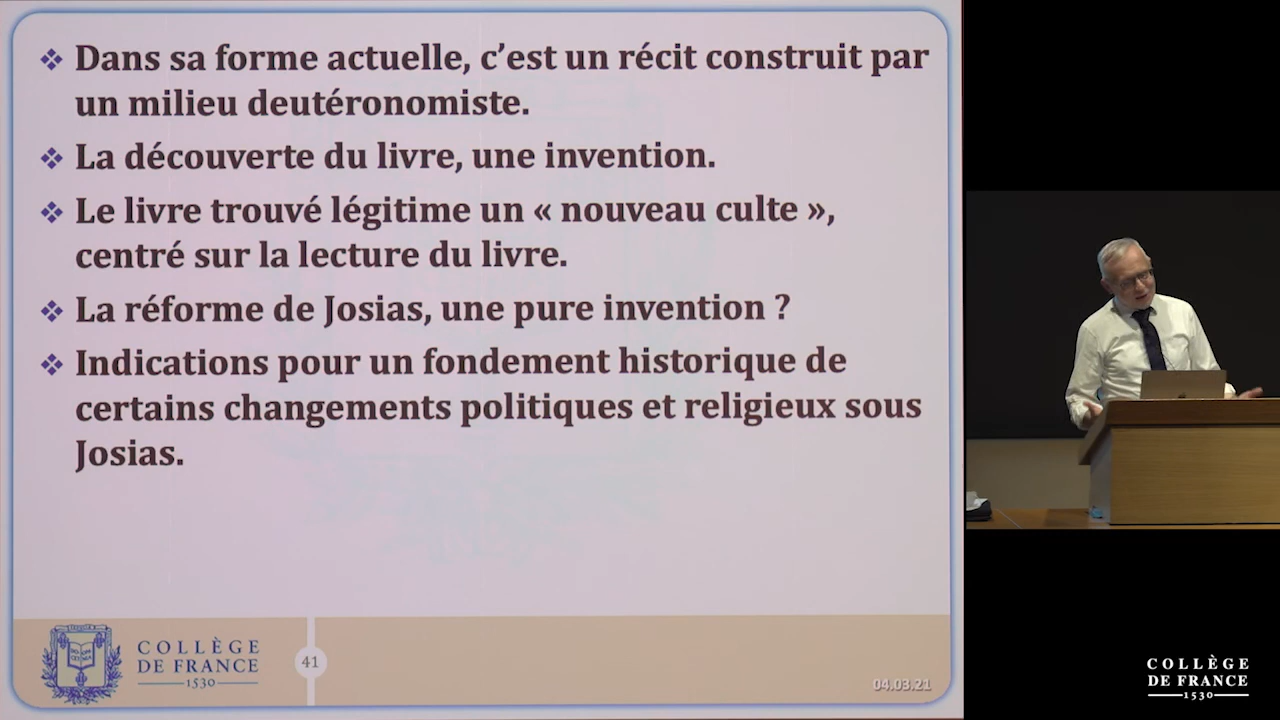 Dans sa forme actuelle, c’est un récit construit par
un milieu deutéronomiste.
La découverte du livre, une invention.
Le livre trouvé légitime un « nouveau culte »,
centré sur la lecture du livre.
La réforme de Josias, une pure invention ?
Indications pour un fondement historique de
certains changements politiques et religieux sous
Josias.
COLLÈGE
DE FRANCE
1530
41
04.03.21
COLLÈGE
DE FRANCE
1530